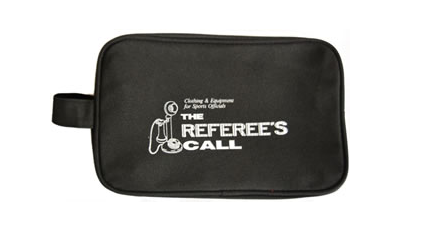 Clothing & Equipment
for Sports Officials
THE
REFEREE'S
CALL